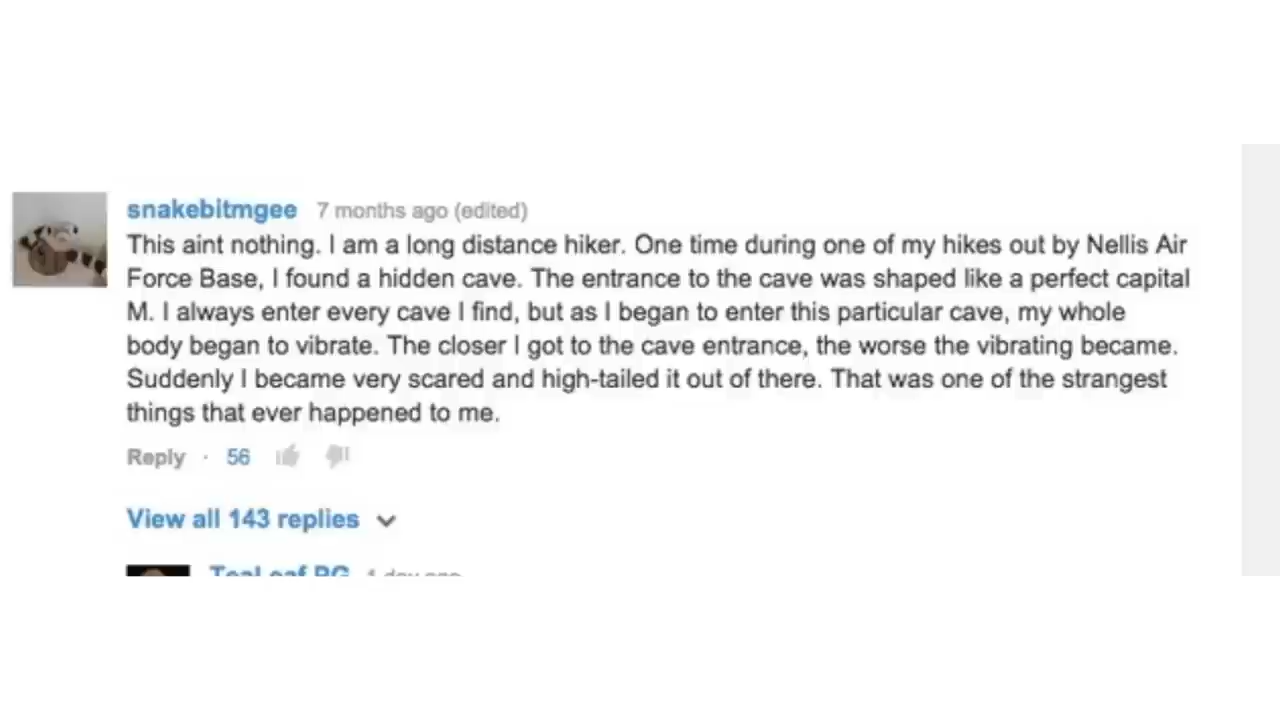 snakebitmgee 7 months ago (edited)
This aint nothing. I am a long distance hiker. One time during one of my hikes out by Nellis Air
Force Base, I found a hidden cave. The entrance to the cave was shaped like a perfect capital
M. I always enter every cave I find, but as I began to enter this particular cave, my whole
body began to vibrate. The closer I got to the cave entrance, the worse the vibrating became.
Suddenly I became very scared and high-tailed it out of there. That was one of the strangest
things that ever happened to me.
Reply · 56
View all 143 replies
TeaLeaf BG 1 day ago